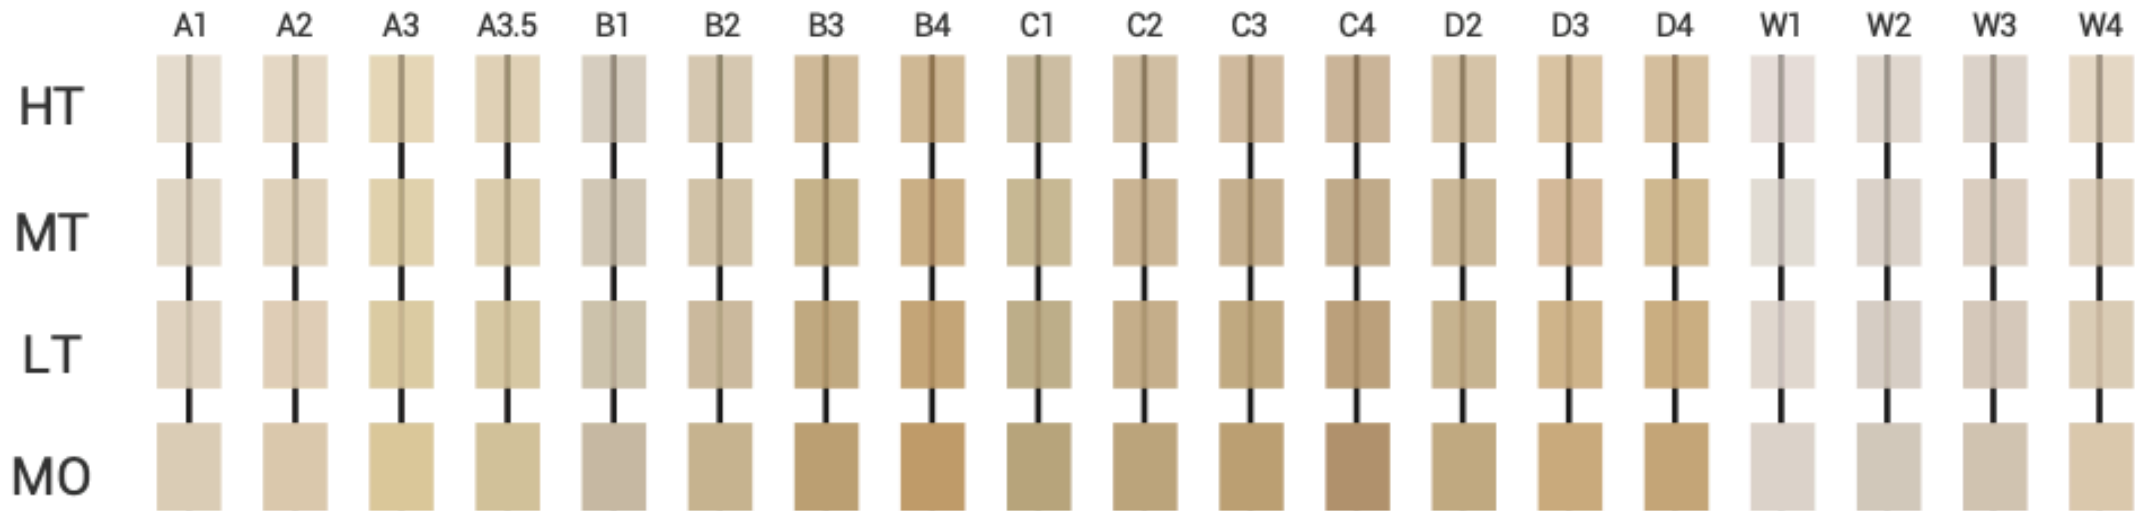 A1 A2 A3 A3.5 B1 B2 B3 B4 C1 C2 C3 C4 D2 D3 D4 W1 W2 W3 W4
HT
MT
LT
MO